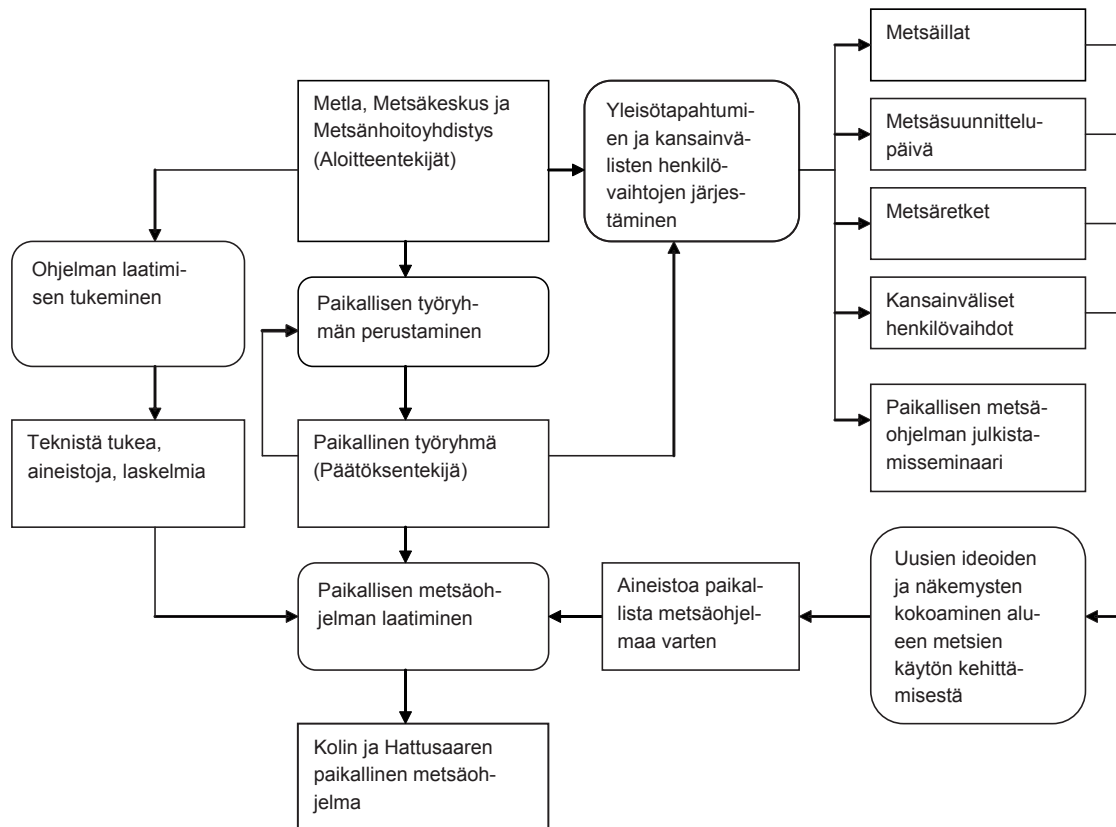 Metsäillat
Metla, Metsäkeskus ja
Metsänhoitoyhdistys
(Aloitteentekijät)
Yleisötapahtumi-
en ja kansainvä-
listen henkilö-
vaihtojen järjes-
täminen
Metsäsuunnittelu-
päivä
Metsäretket
Ohjelman laatimi-
sen tukeminen
Paikallisen työryh-
män perustaminen
Kansainväliset
henkilövaihdot
Teknistä tukea,
aineistoja, laskelmia
Paikallinen työryhmä
(Päätöksentekijä)
Paikallisen metsä-
ohjelman julkista-
misseminaari
Paikallisen metsäoh-
jelman laatiminen
Aineistoa paikal-
lista metsäohjel-
maa varten
Uusien ideoiden
ja näkemysten
kokoaminen alu-
een metsien
käytön kehittä-
misestä
Kolin ja Hattusaaren
paikallinen metsäoh-
jelma